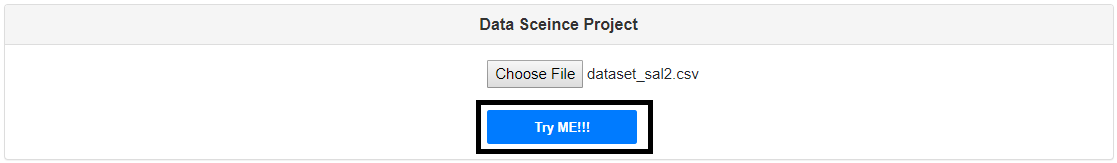 Data Sceince Project
Choose File dataset_sal2.csv
Try ME!!!